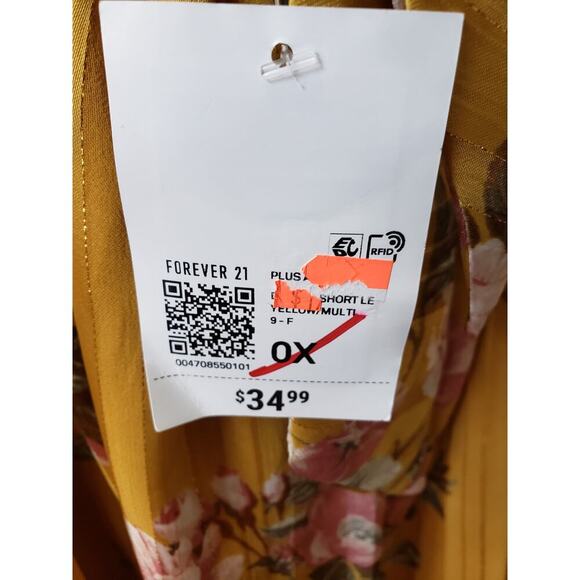 RFID
FOREVER 21
PLUS
SHORT LE
YELLOW/MULTI
9 - F
0X
004708550101
$34.99